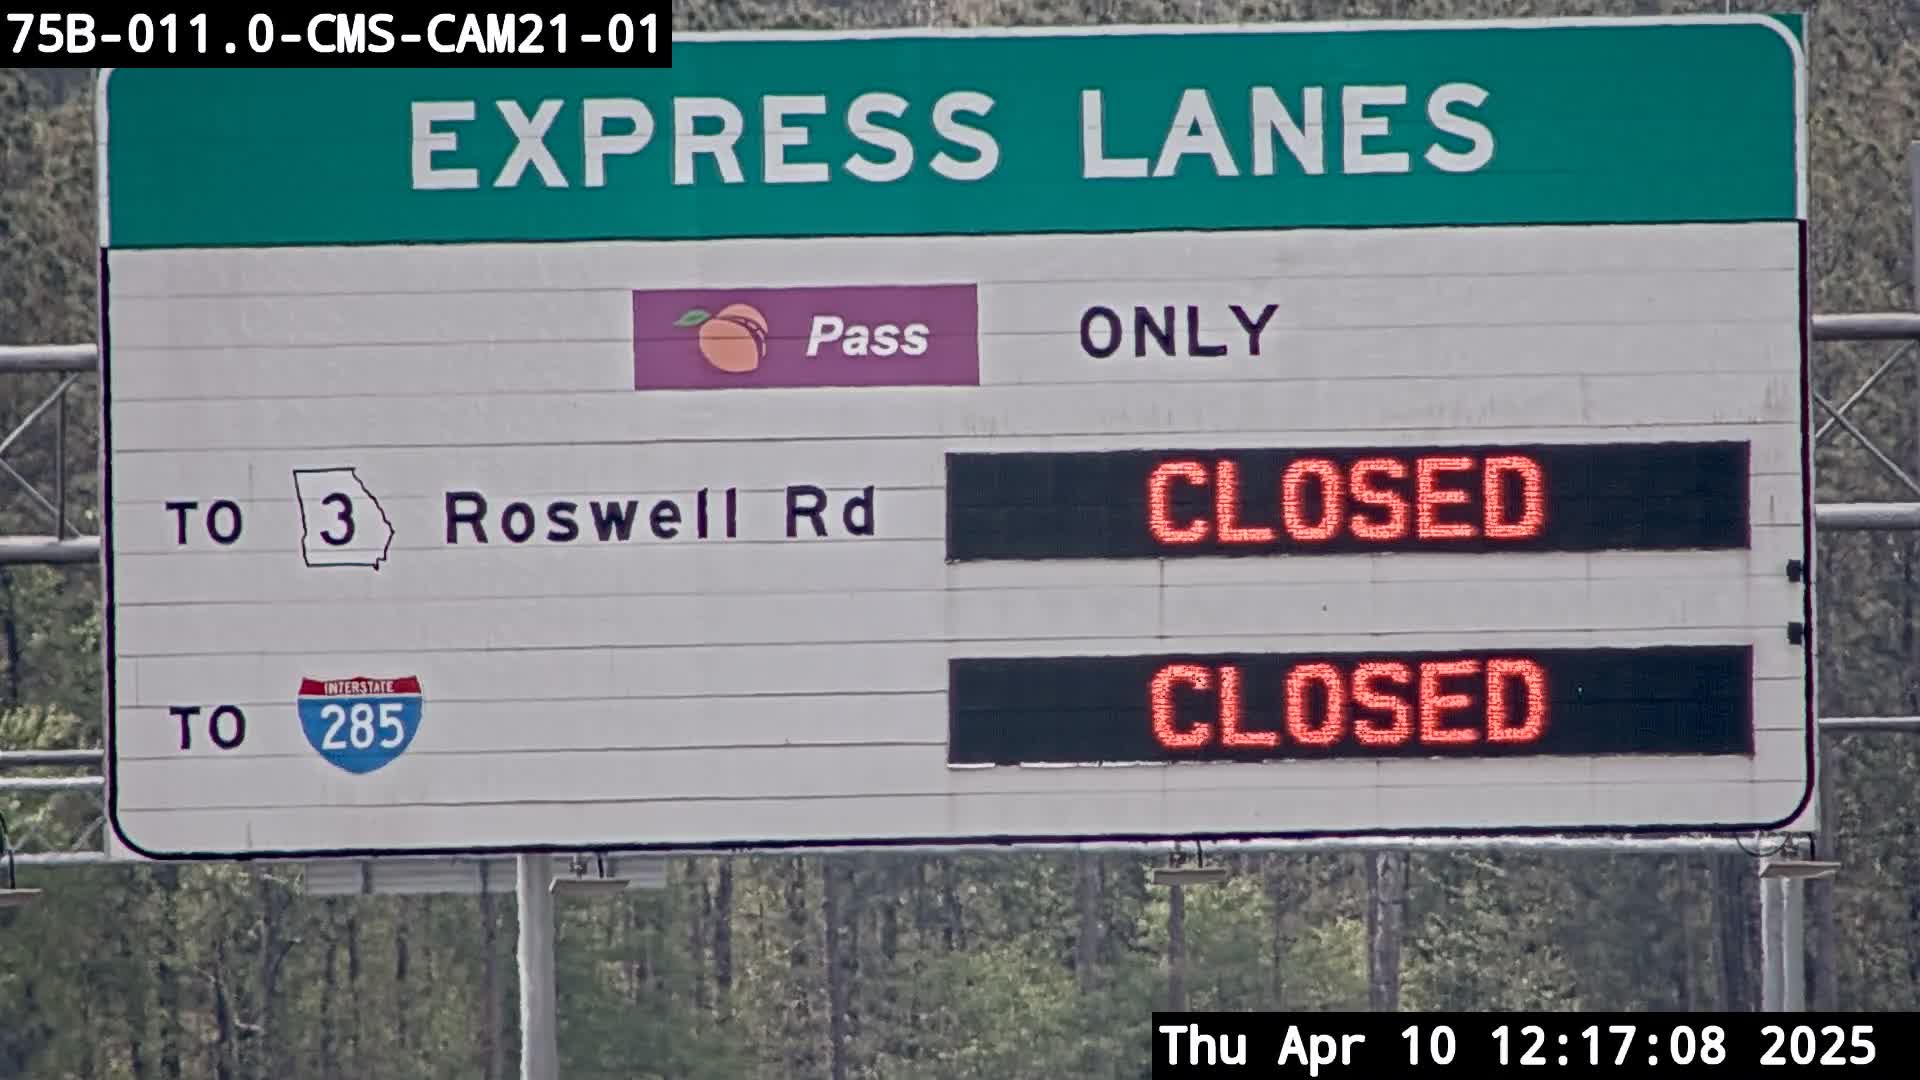 75B-011.0-CMS-CAM21-01
EXPRESS LANES
Pass ONLY
TO 3 Roswell Rd CLOSED
TO INTERSTATE 285 CLOSED
Thu Apr 10 12:17:08 2025